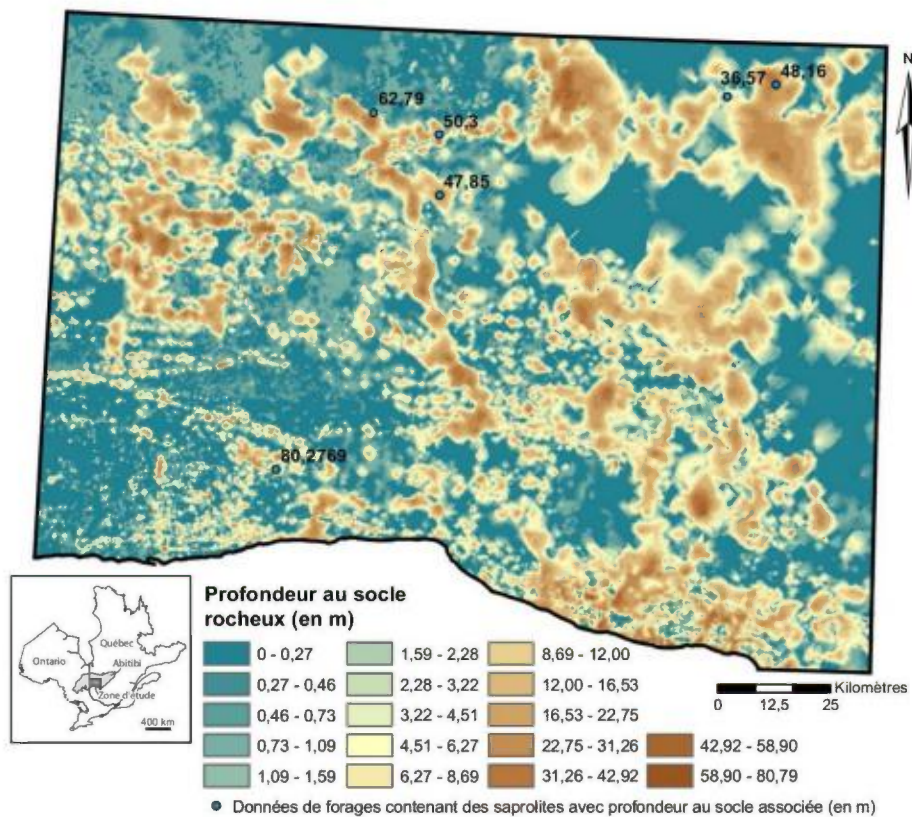 N
36,57
48,16
62,79
50,3
47,85
80,2769
Profondeur au socle
rocheux (en m)
0 - 0,27
0,27 - 0,46
0,46 - 0,73
0,73 - 1,09
1,09 - 1,59
1,59 - 2,28
2,28 - 3,22
3,22 - 4,51
4,51 - 6,27
6,27 - 8,69
8,69 - 12,00
12,00 - 16,53
16,53 - 22,75
22,75 - 31,26
31,26 - 42,92
42,92 - 58,90
58,90 - 80,79
Kilomètres
0 12,5 25
Québec
Ontario
Abitibi
Zone d'étude
400 km
Données de forages contenant des saprolites avec profondeur au socle associée (en m)